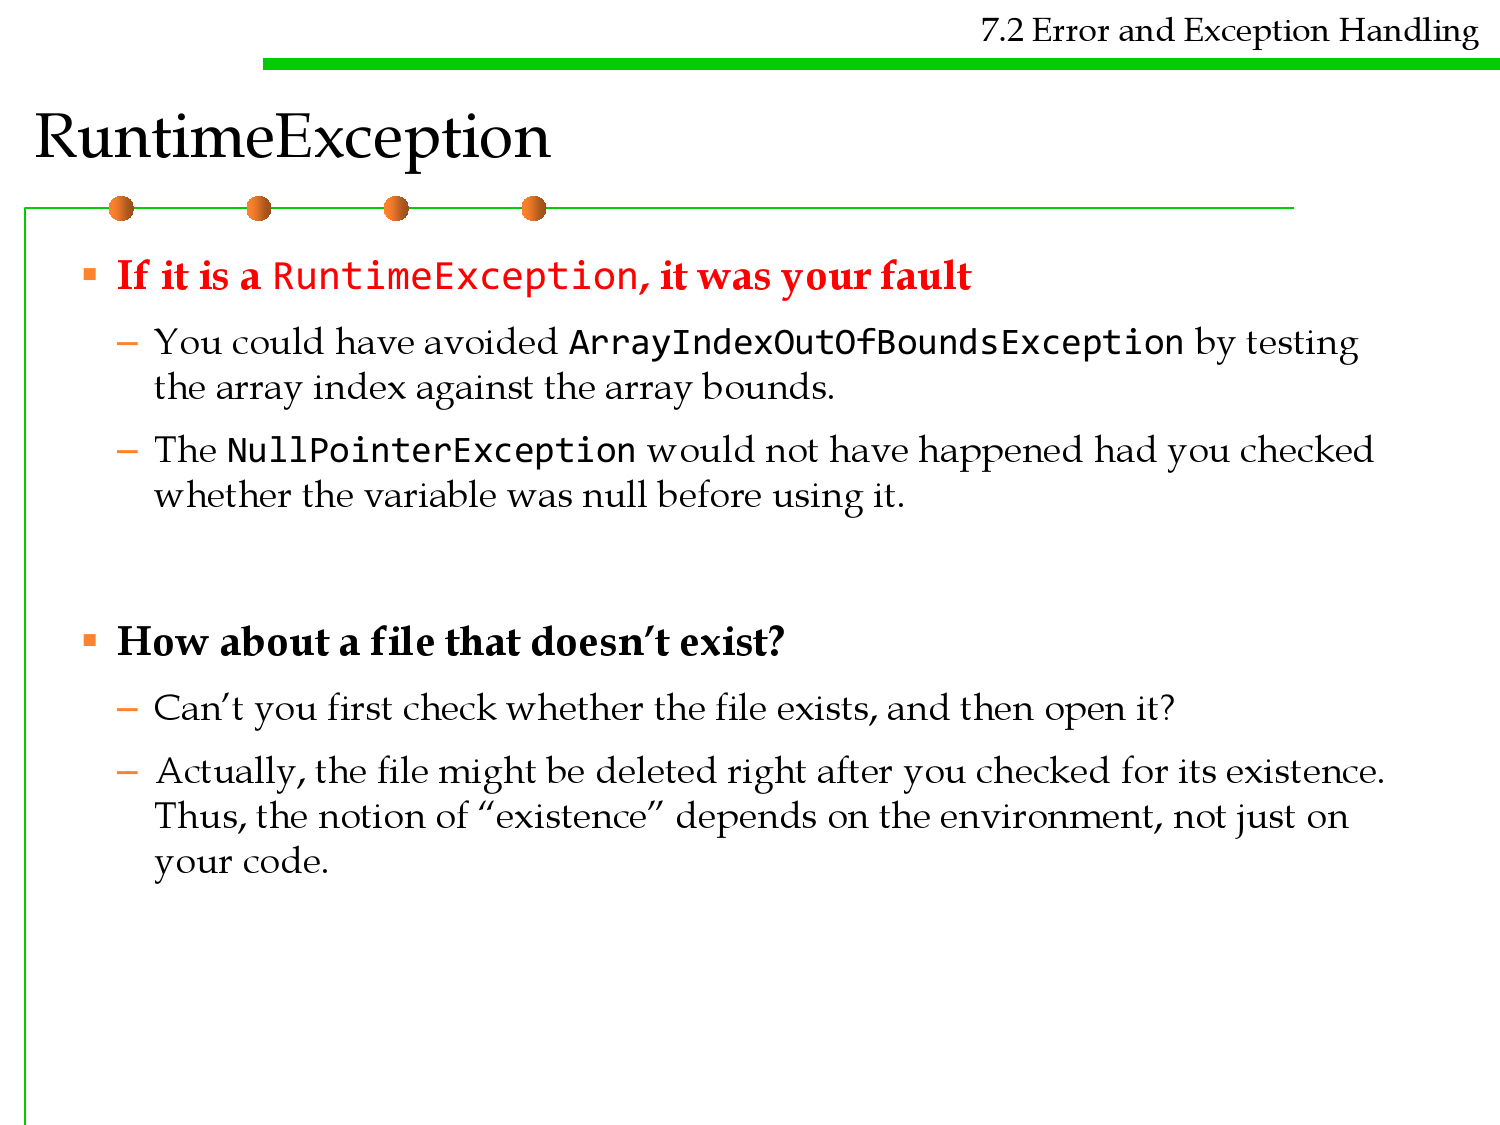 7.2 Error and Exception Handling
RuntimeException
▪ If it is a RuntimeException, it was your fault
– You could have avoided ArrayIndexOutOfBoundsException by testing
the array index against the array bounds.
– The NullPointerException would not have happened had you checked
whether the variable was null before using it.
▪ How about a file that doesn’t exist?
– Can’t you first check whether the file exists, and then open it?
– Actually, the file might be deleted right after you checked for its existence.
Thus, the notion of “existence” depends on the environment, not just on
your code.